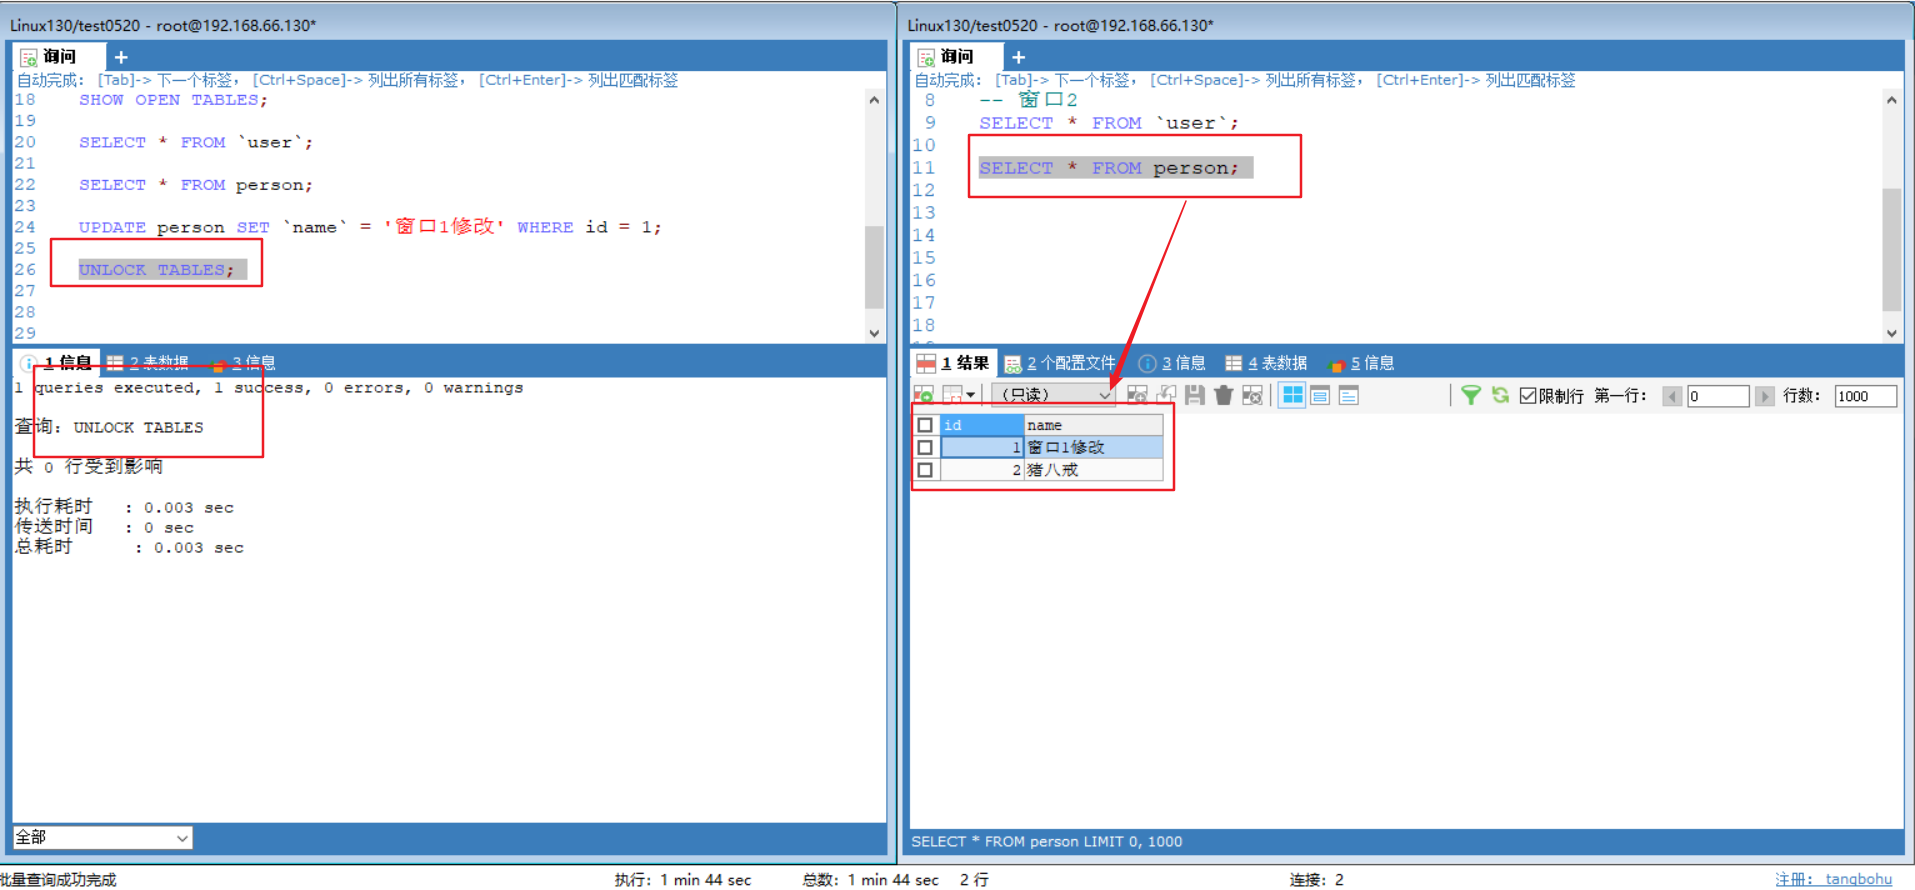 Linux130/test0520 - root@192.168.66.130*
询问 +
自动完成： [Tab]-> 下一个标签， [Ctrl+Space]-> 列出所有标签， [Ctrl+Enter]-> 列出匹配标签
18 SHOW OPEN TABLES;
19
20 SELECT * FROM `user`;
21
22 SELECT * FROM person;
23
24 UPDATE person SET `name` = '窗口1修改' WHERE id = 1;
25
26 UNLOCK TABLES;
27
28
29
1 信息 2 表数据 3 信息
1 queries executed, 1 success, 0 errors, 0 warnings
查询: UNLOCK TABLES
共 0 行受到影响
执行耗时 : 0.003 sec
传送时间 : 0 sec
总耗时 : 0.003 sec
全部
Linux130/test0520 - root@192.168.66.130*
询问 +
自动完成： [Tab]-> 下一个标签， [Ctrl+Space]-> 列出所有标签， [Ctrl+Enter]-> 列出匹配标签
8 -- 窗口2
9 SELECT * FROM `user`;
10
11 SELECT * FROM person;
12
13
14
15
16
17
18
1 结果 2 个配置文件 3 信息 4 表数据 5 信息
（只读） 限制行 第一行: 0 行数: 1000
id name
1 窗口1修改
2 猪八戒
SELECT * FROM person LIMIT 0, 1000
批量查询成功完成 执行: 1 min 44 sec 总数: 1 min 44 sec 2 行 连接: 2 注册: tangbohu